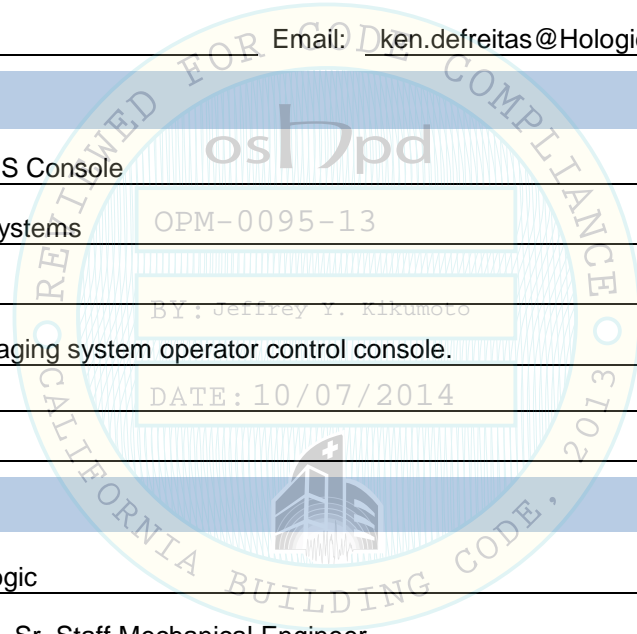 Email: ken.defreitas@Hologi
REVIEWED FOR CODE COMPLIANCE
oshpd
S Console
OPM-0095-13
ystems
BY: Jeffrey Y. Kikumoto
aging system operator control console.
DATE: 10/07/2014
CALIFORNIA BUILDING CODE, 2013
ogic
Sr. Staff Mechanical Engineer